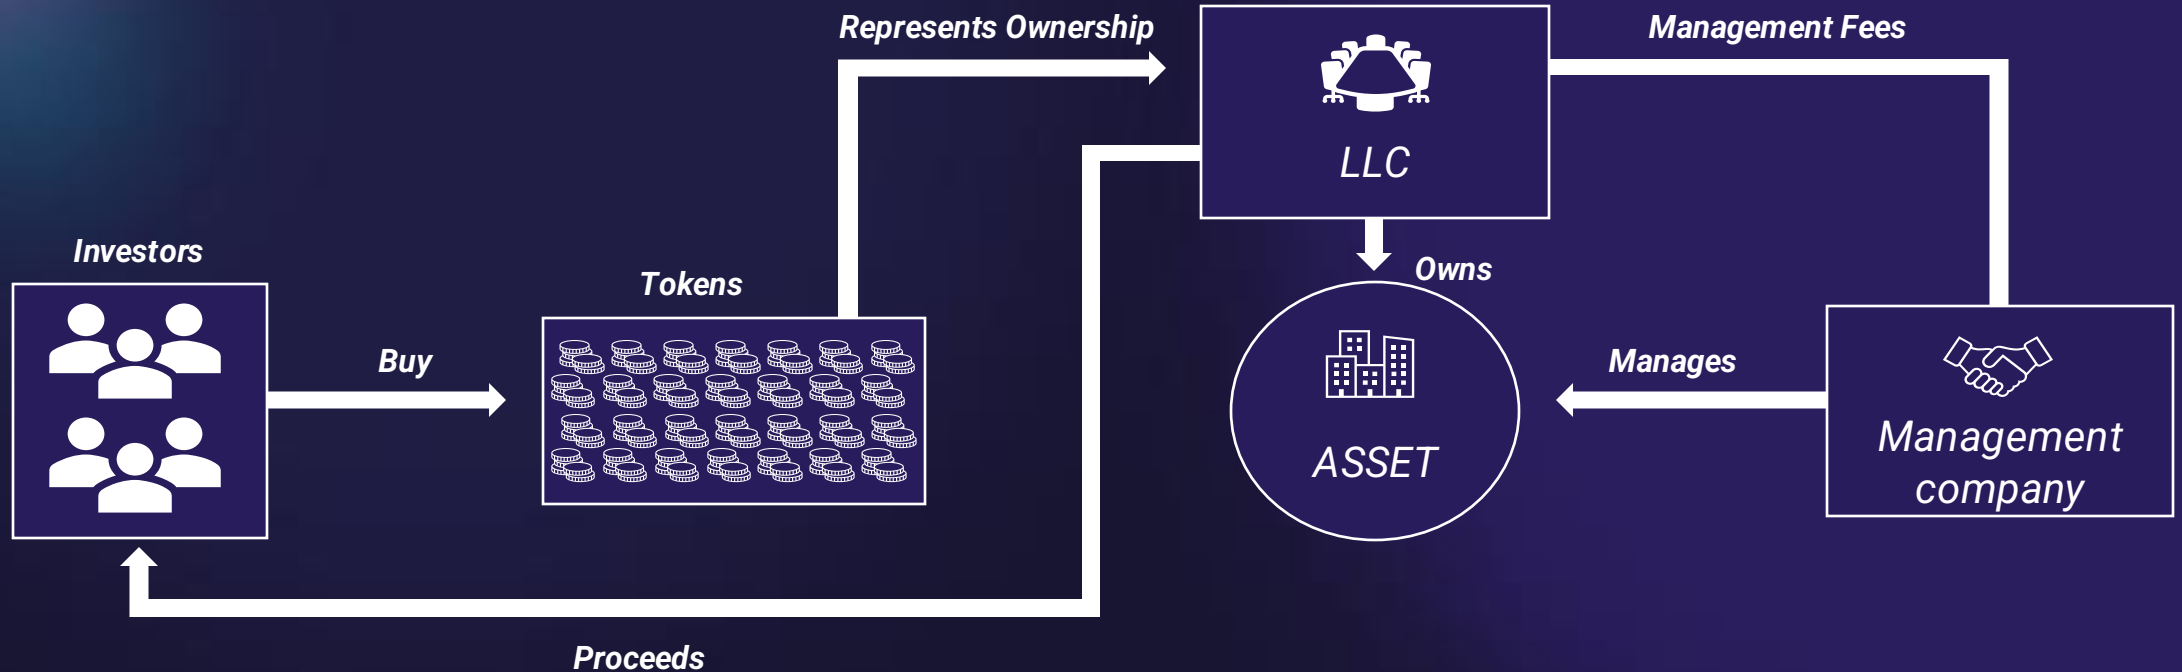 Represents Ownership
Management Fees
LLC
Investors
Tokens
Owns
Buy
Manages
ASSET
Management
company
Proceeds